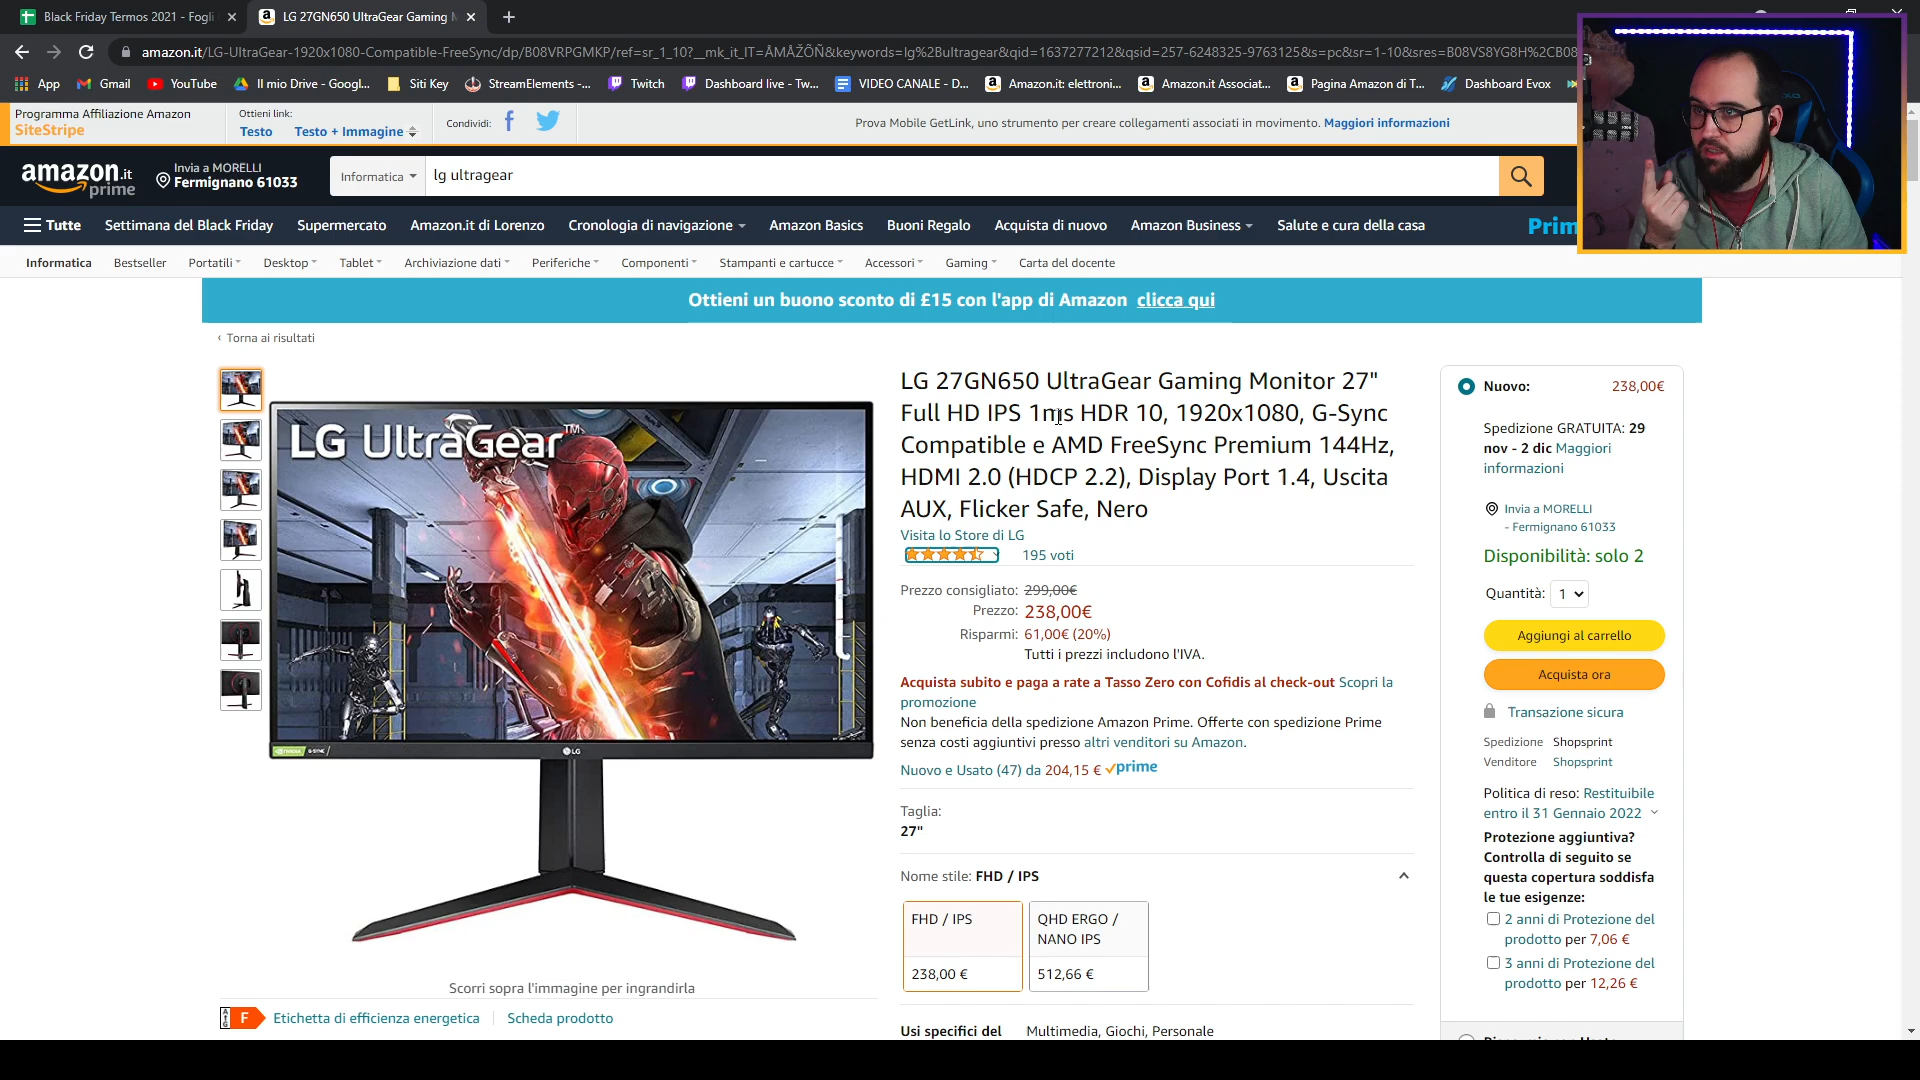 Black Friday Termos 2021 - Fogli
LG 27GN650 UltraGear Gaming M
amazon.it/LG-UltraGear-1920x1080-Compatible-FreeSync/dp/B08VRPGMKP/ref=sr_1_10?__mk_it_IT=ÅMÅŽÕÑ&keywords=lg%2Bultragear&qid=1637277212&qsid=257-6248325-9763125&s=pc&sr=1-10&sres=B08VS8YG8H%2CB08
App
Gmail
YouTube
Il mio Drive - Googl...
Siti Key
StreamElements -...
Twitch
Dashboard live - Tw...
VIDEO CANALE - D...
Amazon.it: elettroni...
Amazon.it Associat...
Pagina Amazon di T...
Dashboard Evox
Programma Affiliazione Amazon
SiteStripe
Ottieni link:
Testo
Testo + Immagine
Condividi:
Prova Mobile GetLink, uno strumento per creare collegamenti associati in movimento. Maggiori informazioni
amazon.it
prime
Invia a MORELLI
Fermignano 61033
Informatica
lg ultragear
Tutte
Settimana del Black Friday
Supermercato
Amazon.it di Lorenzo
Cronologia di navigazione
Amazon Basics
Buoni Regalo
Acquista di nuovo
Amazon Business
Salute e cura della casa
Prim
Informatica
Bestseller
Portatili
Desktop
Tablet
Archiviazione dati
Periferiche
Componenti
Stampanti e cartucce
Accessori
Gaming
Carta del docente
Ottieni un buono sconto di £15 con l'app di Amazon clicca qui
‹ Torna ai risultati
LG UltraGear™
NVIDIA G-SYNC
LG
Scorri sopra l'immagine per ingrandirla
F
Etichetta di efficienza energetica
Scheda prodotto
LG 27GN650 UltraGear Gaming Monitor 27"
Full HD IPS 1ms HDR 10, 1920x1080, G-Sync
Compatible e AMD FreeSync Premium 144Hz,
HDMI 2.0 (HDCP 2.2), Display Port 1.4, Uscita
AUX, Flicker Safe, Nero
Visita lo Store di LG
195 voti
Prezzo consigliato: 299,00€
Prezzo: 238,00€
Risparmi: 61,00€ (20%)
Tutti i prezzi includono l'IVA.
Acquista subito e paga a rate a Tasso Zero con Cofidis al check-out Scopri la
promozione
Non beneficia della spedizione Amazon Prime. Offerte con spedizione Prime
senza costi aggiuntivi presso altri venditori su Amazon.
Nuovo e Usato (47) da 204,15 € prime
Taglia:
27"
Nome stile: FHD / IPS
FHD / IPS
238,00 €
QHD ERGO /
NANO IPS
512,66 €
Usi specifici del
Multimedia, Giochi, Personale
Nuovo:
238,00€
Spedizione GRATUITA: 29
nov - 2 dic Maggiori
informazioni
Invia a MORELLI
- Fermignano 61033
Disponibilità: solo 2
Quantità: 1
Aggiungi al carrello
Acquista ora
Transazione sicura
Spedizione Shopsprint
Venditore Shopsprint
Politica di reso: Restituibile
entro il 31 Gennaio 2022
Protezione aggiuntiva?
Controlla di seguito se
questa copertura soddisfa
le tue esigenze:
2 anni di Protezione del
prodotto per 7,06 €
3 anni di Protezione del
prodotto per 12,26 €